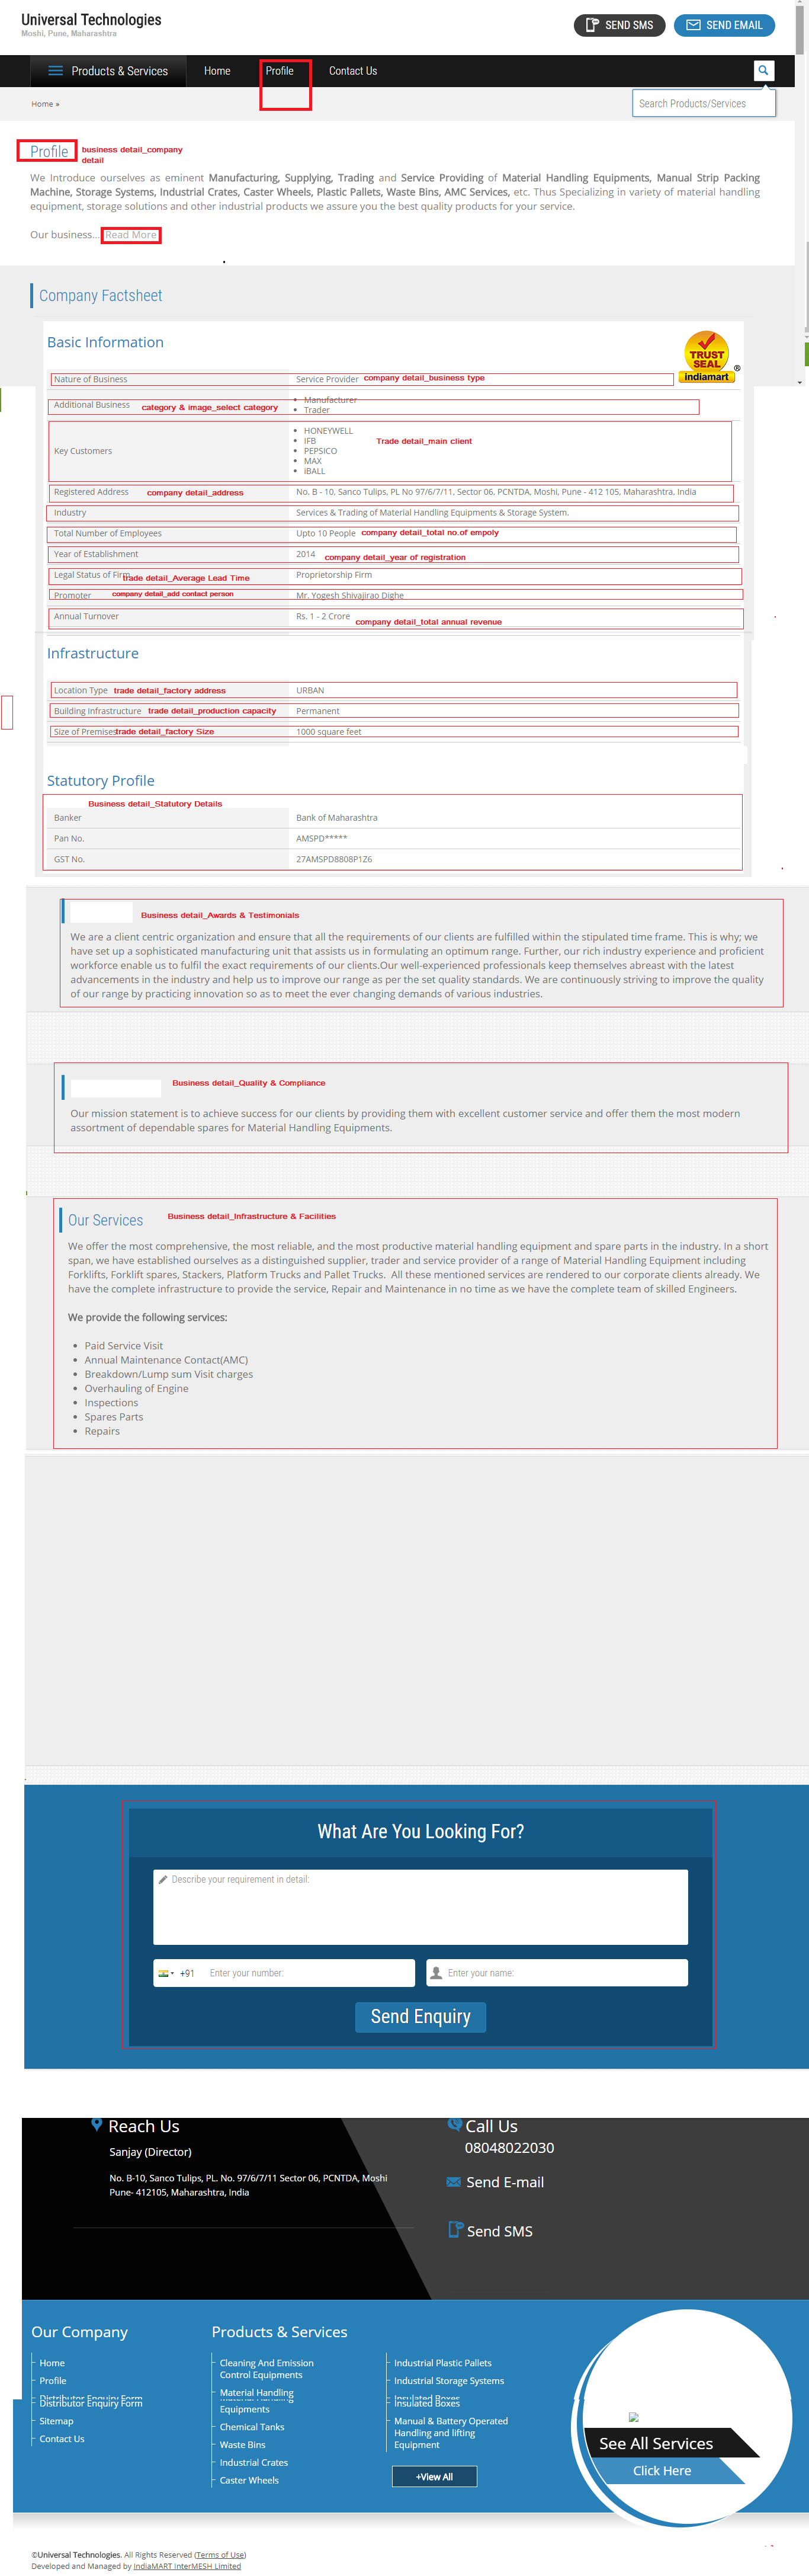 Universal Technologies
Moshi, Pune, Maharashtra
SEND SMS
SEND EMAIL
Products & Services
Home
Profile
Contact Us
Home »
Search Products/Services
Profile
business detail_company
detail
We Introduce ourselves as eminent Manufacturing, Supplying, Trading and Service Providing of Material Handling Equipments, Manual Strip Packing
Machine, Storage Systems, Industrial Crates, Caster Wheels, Plastic Pallets, Waste Bins, AMC Services, etc. Thus Specializing in variety of material handling
equipment, storage solutions and other industrial products we assure you the best quality products for your service.
Our business... Read More
Company Factsheet
Basic Information
TRUST
SEAL
indiamart
®
Nature of Business
Service Provider
company detail_business type
Additional Business
category & image_select category
Manufacturer
Trader
Key Customers
HONEYWELL
IFB
PEPSICO
MAX
iBALL
Trade detail_main client
Registered Address
company detail_address
No. B - 10, Sanco Tulips, PL No 97/6/7/11, Sector 06, PCNTDA, Moshi, Pune - 412 105, Maharashtra, India
Industry
Services & Trading of Material Handling Equipments & Storage System.
Total Number of Employees
Upto 10 People
company detail_total no.of empoly
Year of Establishment
2014
company detail_year of registration
Legal Status of Firm
trade detail_Average Lead Time
Proprietorship Firm
Promoter
company detail_add contact person
Mr. Yogesh Shivajirao Dighe
Annual Turnover
Rs. 1 - 2 Crore
company detail_total annual revenue
Infrastructure
Location Type
trade detail_factory address
URBAN
Building Infrastructure
trade detail_production capacity
Permanent
Size of Premises
trade detail_factory Size
1000 square feet
Statutory Profile
Business detail_Statutory Details
Banker
Bank of Maharashtra
Pan No.
AMSPD*****
GST No.
27AMSPD8808P1Z6
Business detail_Awards & Testimonials
We are a client centric organization and ensure that all the requirements of our clients are fulfilled within the stipulated time frame. This is why; we
have set up a sophisticated manufacturing unit that assists us in formulating an optimum range. Further, our rich industry experience and proficient
workforce enable us to fulfil the exact requirements of our clients.Our well-experienced professionals keep themselves abreast with the latest
advancements in the industry and help us to improve our range as per the set quality standards. We are continuously striving to improve the quality
of our range by practicing innovation so as to meet the ever changing demands of various industries.
Business detail_Quality & Compliance
Our mission statement is to achieve success for our clients by providing them with excellent customer service and offer them the most modern
assortment of dependable spares for Material Handling Equipments.
Our Services
Business detail_Infrastructure & Facilities
We offer the most comprehensive, the most reliable, and the most productive material handling equipment and spare parts in the industry. In a short
span, we have established ourselves as a distinguished supplier, trader and service provider of a range of Material Handling Equipment including
Forklifts, Forklift spares, Stackers, Platform Trucks and Pallet Trucks. All these mentioned services are rendered to our corporate clients already. We
have the complete infrastructure to provide the service, Repair and Maintenance in no time as we have the complete team of skilled Engineers.
We provide the following services:
Paid Service Visit
Annual Maintenance Contact(AMC)
Breakdown/Lump sum Visit charges
Overhauling of Engine
Inspections
Spares Parts
Repairs
What Are You Looking For?
Describe your requirement in detail:
+91
Enter your number:
Enter your name:
Send Enquiry
Reach Us
Sanjay (Director)
No. B-10, Sanco Tulips, PL. No. 97/6/7/11 Sector 06, PCNTDA, Moshi
Pune- 412105, Maharashtra, India
Call Us
08048022030
Send E-mail
Send SMS
Our Company
Home
Profile
Distributor Enquiry Form
Distributor Enquiry Form
Sitemap
Contact Us
Products & Services
Cleaning And Emission
Control Equipments
Material Handling
Material Handling
Equipments
Chemical Tanks
Waste Bins
Industrial Crates
Caster Wheels
Industrial Plastic Pallets
Industrial Storage Systems
Insulated Boxes
Insulated Boxes
Manual & Battery Operated
Handling and lifting
Equipment
+View All
See All Services
Click Here
©Universal Technologies. All Rights Reserved (Terms of Use)
Developed and Managed by IndiaMART InterMESH Limited